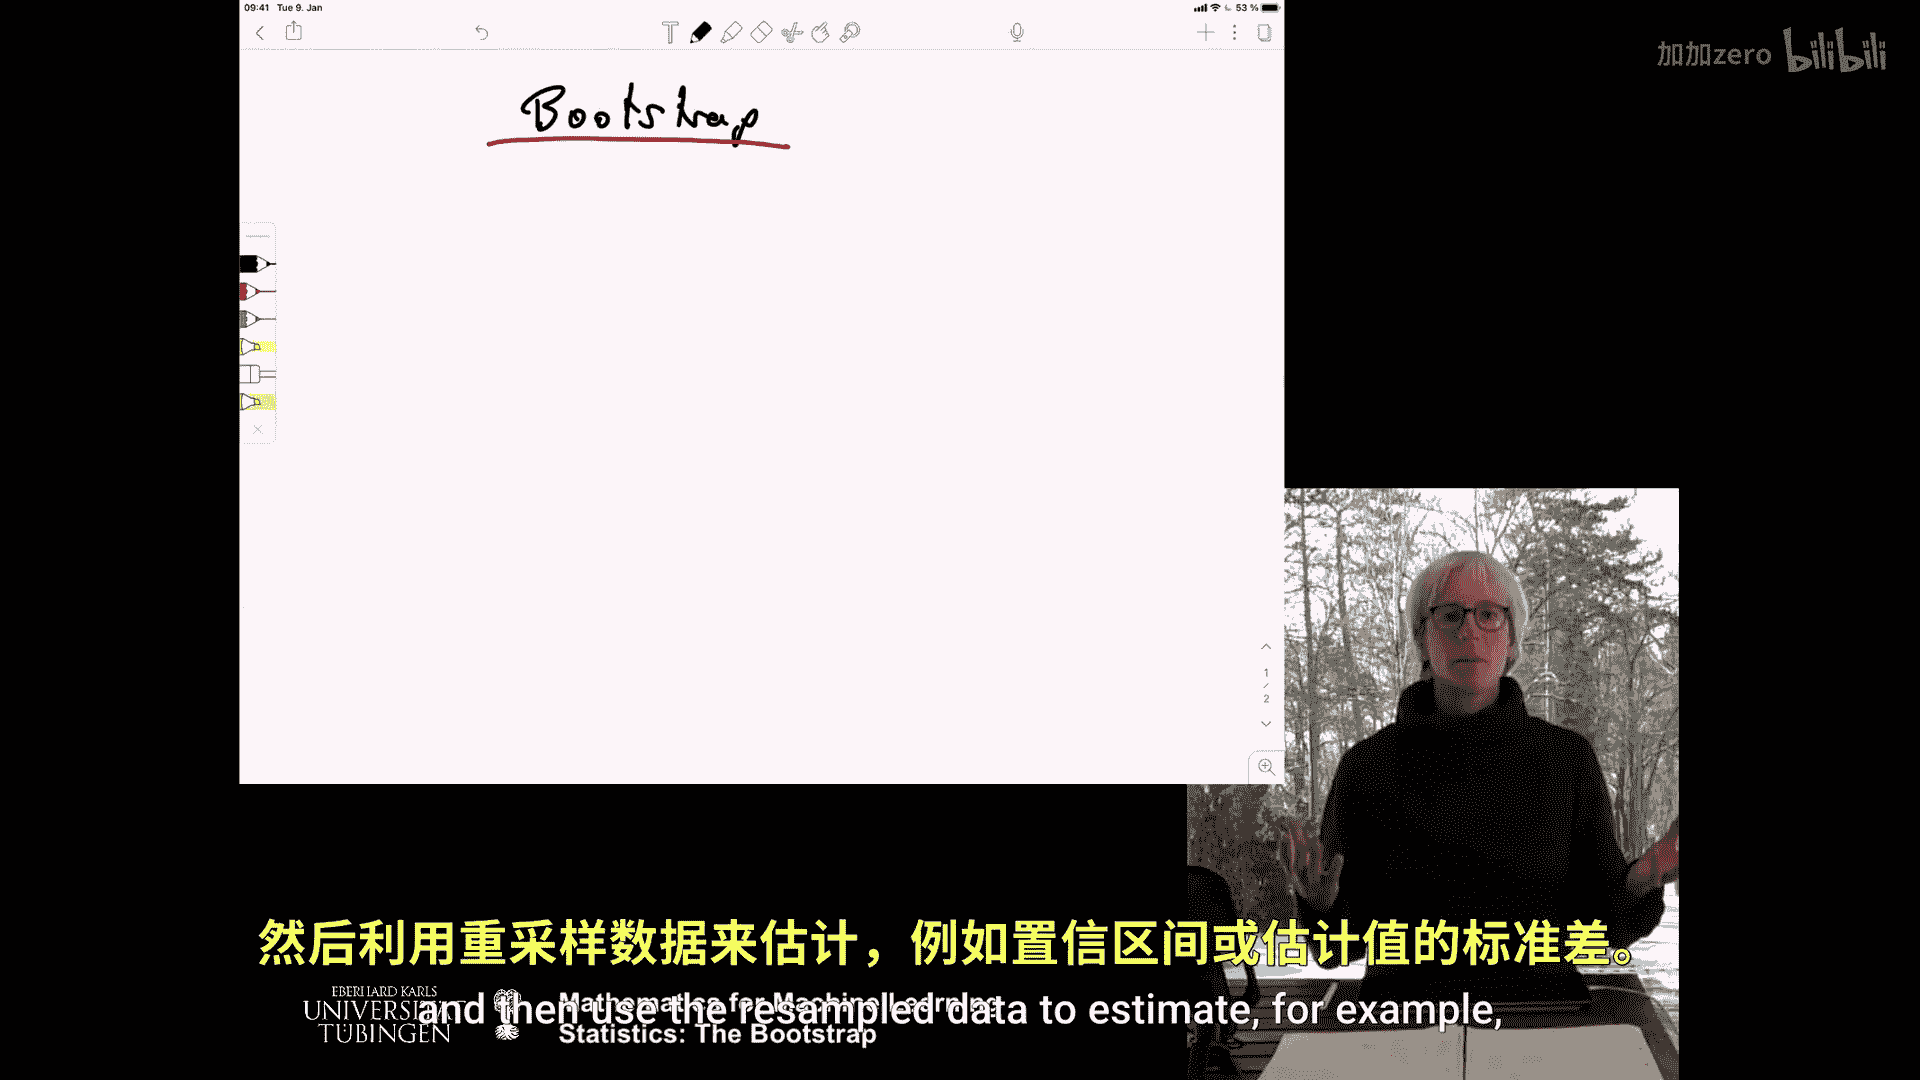 09:41 Tue 9. Jan
53 %
加加zero bilibili
Bootstrap
1
2
然后利用重采样数据来估计，例如置信区间或估计值的标准差。
and then use the resampled data to estimate, for example,
EBERHARD KARLS
UNIVERSITÄT
TÜBINGEN
Mathematics for Machine Learning
Statistics: The Bootstrap